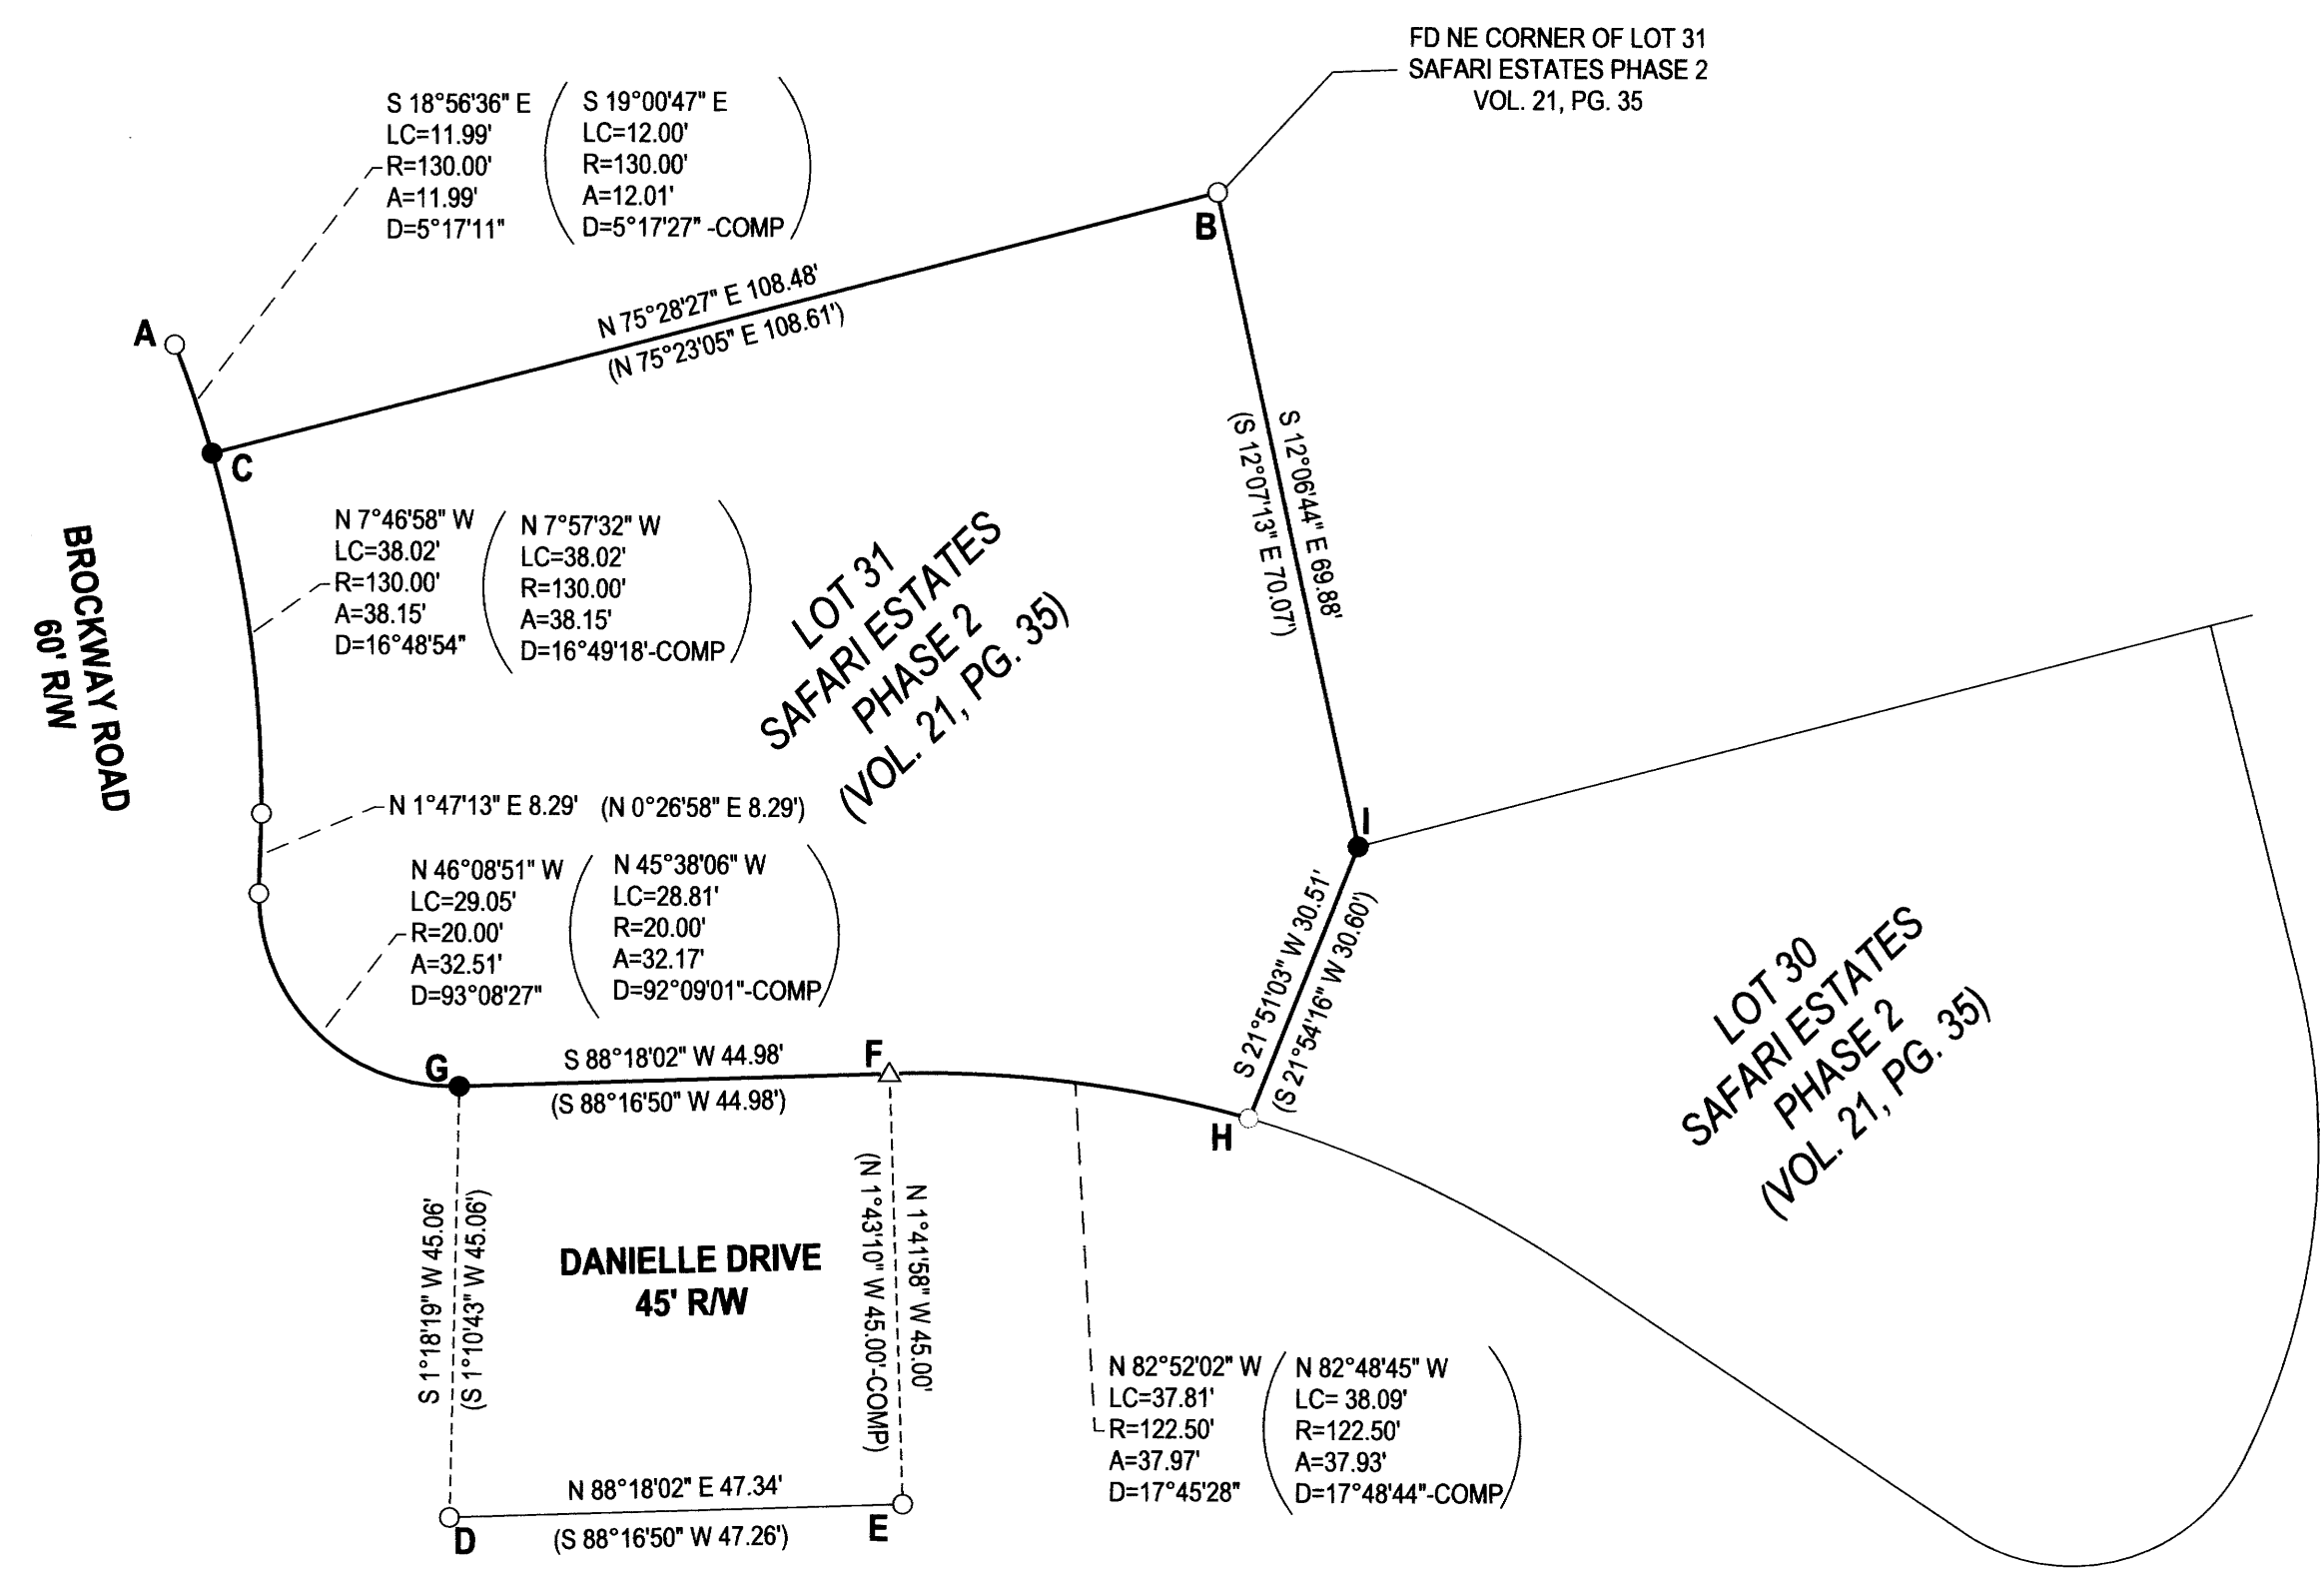 FD NE CORNER OF LOT 31
SAFARI ESTATES PHASE 2
VOL. 21, PG. 35
S 18°56'36" E
LC=11.99'
R=130.00'
A=11.99'
D=5°17'11"
S 19°00'47" E
LC=12.00'
R=130.00'
A=12.01'
D=5°17'27" -COMP
B
A
N 75°28'27" E 108.48'
(N 75°23'05" E 108.61')
C
S 12°06'44" E 69.88'
(S 12°07'13" E 70.07')
BROCKWAY ROAD
60' R/W
N 7°46'58" W
LC=38.02'
R=130.00'
A=38.15'
D=16°48'54"
N 7°57'32" W
LC=38.02'
R=130.00'
A=38.15'
D=16°49'18'-COMP
LOT 31
SAFARI ESTATES
PHASE 2
(VOL. 21, PG. 35)
N 1°47'13" E 8.29' (N 0°26'58" E 8.29')
I
N 46°08'51" W
LC=29.05'
R=20.00'
A=32.51'
D=93°08'27"
N 45°38'06" W
LC=28.81'
R=20.00'
A=32.17'
D=92°09'01"-COMP
S 21°51'03" W 30.51'
(S 21°54'16" W 30.60')
LOT 30
SAFARI ESTATES
PHASE 2
(VOL. 21, PG. 35)
G
S 88°18'02" W 44.98'
(S 88°16'50" W 44.98')
F
H
S 1°18'19" W 45.06'
(S 1°10'43" W 45.06')
DANIELLE DRIVE
45' R/W
(N 1°43'10" W 45.00'-COMP)
N 1°41'58" W 45.00'
N 82°52'02" W
LC=37.81'
R=122.50'
A=37.97'
D=17°45'28"
N 82°48'45" W
LC= 38.09'
R=122.50'
A=37.93'
D=17°48'44"-COMP
N 88°18'02" E 47.34'
(S 88°16'50" W 47.26')
D
E